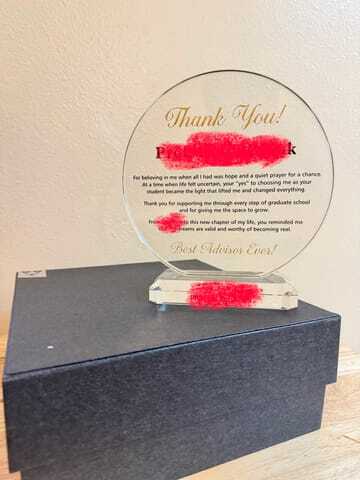 Thank You!
For believing in me when all I had was hope and a quiet prayer for a chance.
At a time when life felt uncertain, your "yes" to choosing me as your
student became the light that lifted me and changed everything.
Thank you for supporting me through every step of graduate school
and for giving me the space to grow.
this new chapter of my life, you reminded me
are valid and worthy of becoming real.
Best Advisor Ever!